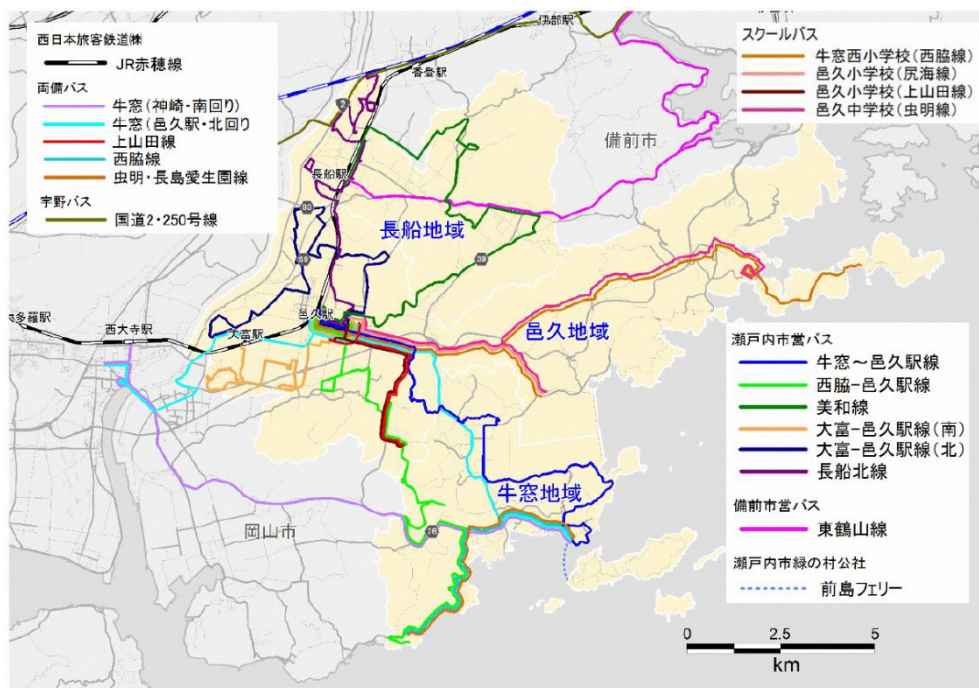 西日本旅客鉄道㈱
JR赤穂線
両備バス
牛窓(神崎・南回り)
牛窓(邑久駅・北回り
上山田線
西脇線
虫明・長島愛生園線
宇野バス
国道2・250号線
スクールバス
牛窓西小学校(西脇線)
邑久小学校(尻海線)
邑久小学校(上山田線)
邑久中学校(虫明線)
伊部駅
香登駅
2
備前市
長船駅
83
長船地域
69
39
邑久駅
多羅駅
西大寺駅
大富駅
邑久地域
瀬戸内市営バス
牛窓～邑久駅線
西脇-邑久駅線
美和線
大富-邑久駅線(南)
大富-邑久駅線(北)
長船北線
備前市営バス
東鶴山線
瀬戸内市緑の村公社
前島フェリー
牛窓地域
岡山市
26
0 2.5 5
km